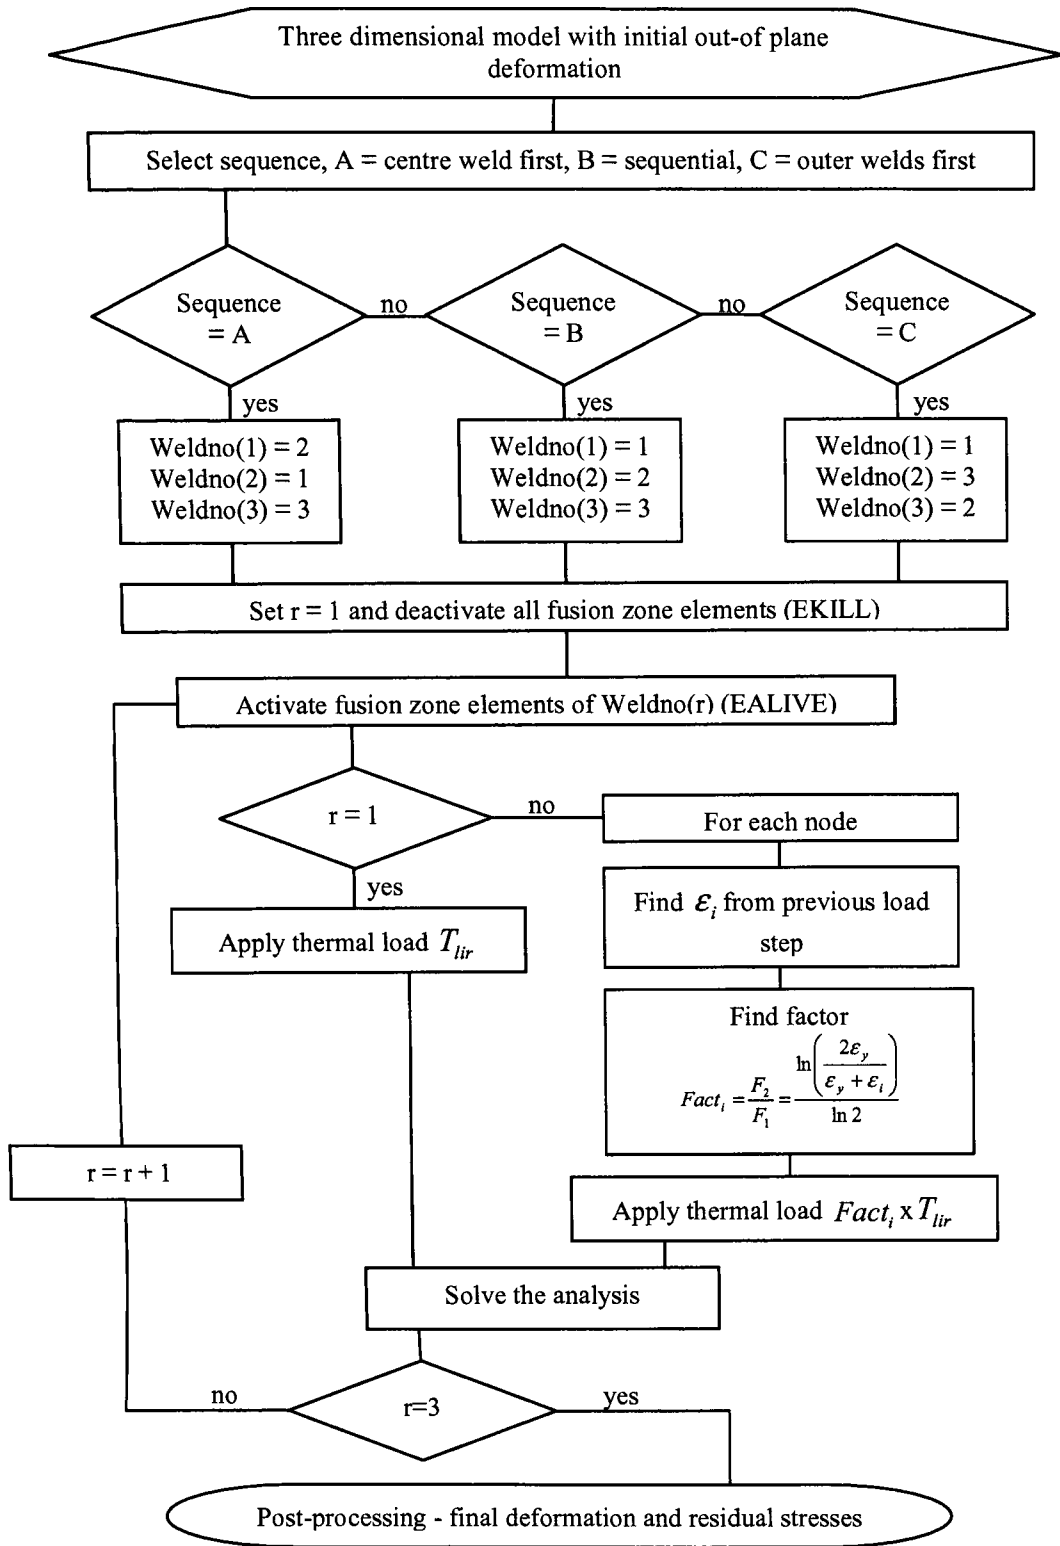 Three dimensional model with initial out-of plane
deformation
Select sequence, A = centre weld first, B = sequential, C = outer welds first
Sequence
= A
no
Sequence
= B
no
Sequence
= C
yes
yes
yes
Weldno(1) = 2
Weldno(2) = 1
Weldno(3) = 3
Weldno(1) = 1
Weldno(2) = 2
Weldno(3) = 3
Weldno(1) = 1
Weldno(2) = 3
Weldno(3) = 2
Set r = 1 and deactivate all fusion zone elements (EKILL)
Activate fusion zone elements of Weldno(r) (EALIVE)
r = 1
no
For each node
yes
Find ε_i from previous load
step
Apply thermal load T_lir
Find factor
Fact_i = F_2/F_1 = ln(2ε_y/(ε_y + ε_i))/ln 2
r = r + 1
Apply thermal load Fact_i x T_lir
Solve the analysis
no
r=3
yes
Post-processing - final deformation and residual stresses